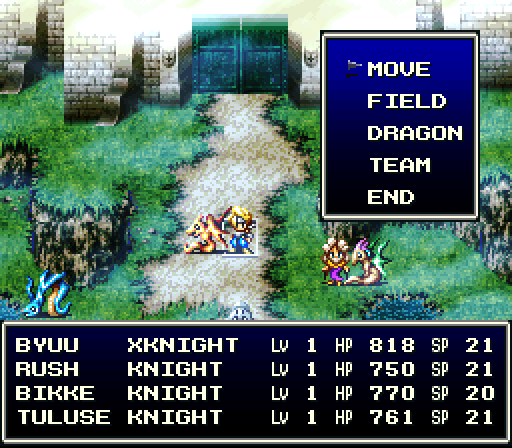 MOVE
FIELD
DRAGON
TEAM
END
BYUU XKNIGHT Lv 1 HP 818 SP 21
RUSH KNIGHT Lv 1 HP 750 SP 21
BIKKE KNIGHT Lv 1 HP 770 SP 20
TULUSE KNIGHT Lv 1 HP 761 SP 21